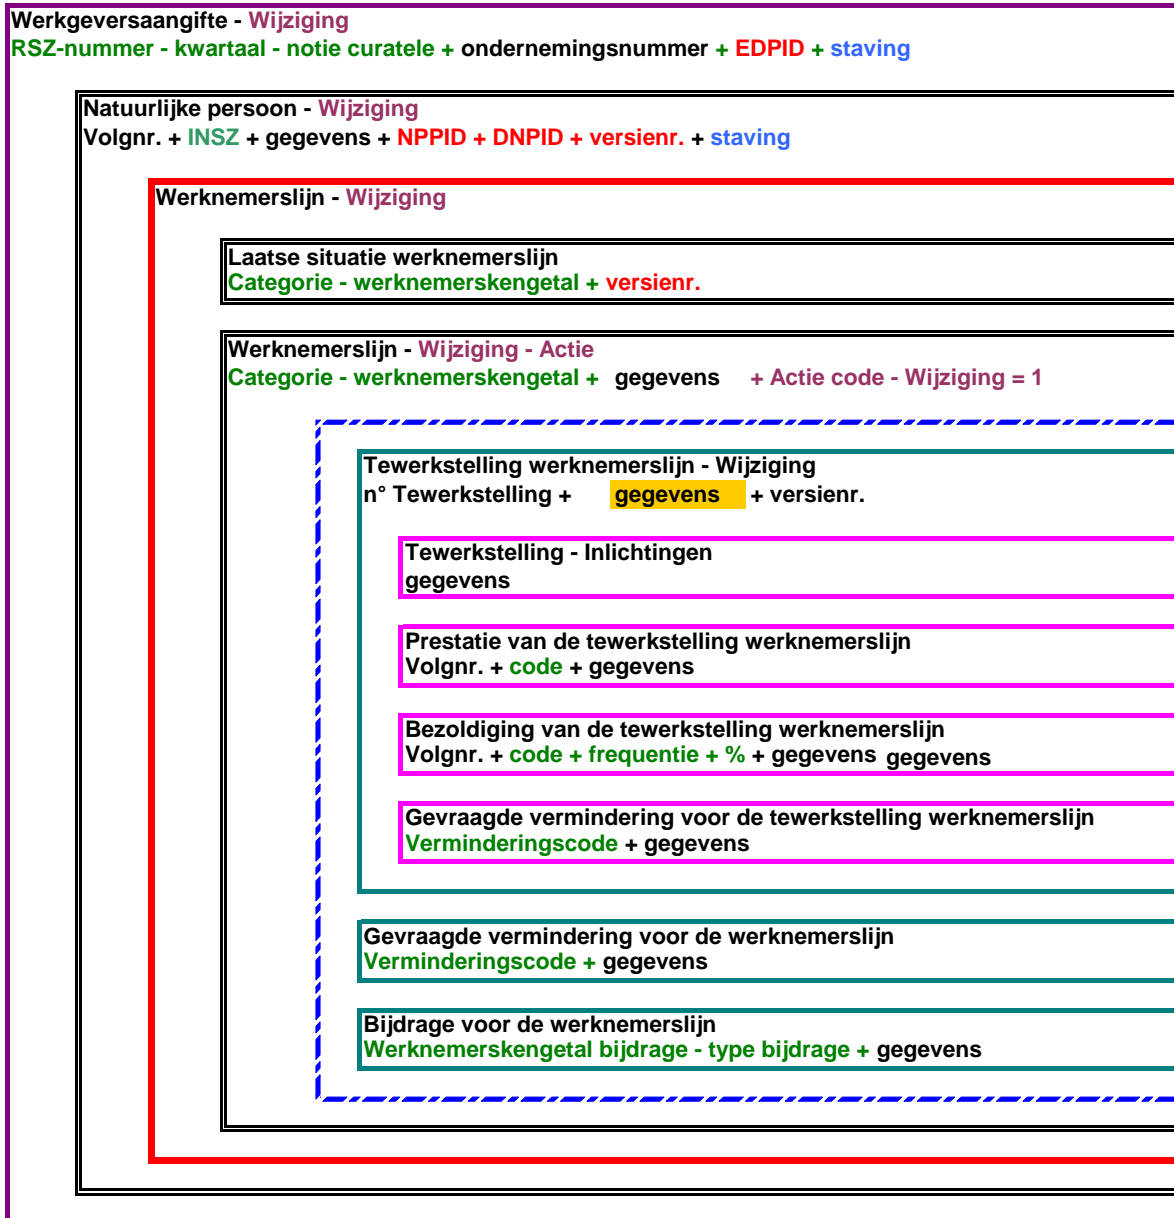 Werkgeversaangifte - Wijziging
RSZ-nummer - kwartaal - notie curatele + ondernemingsnummer + EDPID + staving
Natuurlijke persoon - Wijziging
Volgnr. + INSZ + gegevens + NPPID + DNPID + versienr. + staving
Werknemerslijn - Wijziging
Laatse situatie werknemerslijn
Categorie - werknemerskengetal + versienr.
Werknemerslijn - Wijziging - Actie
Categorie - werknemerskengetal + gegevens + Actie code - Wijziging = 1
Tewerkstelling werknemerslijn - Wijziging
n° Tewerkstelling + gegevens + versienr.
Tewerkstelling - Inlichtingen
gegevens
Prestatie van de tewerkstelling werknemerslijn
Volgnr. + code + gegevens
Bezoldiging van de tewerkstelling werknemerslijn
Volgnr. + code + frequentie + % + gegevens gegevens
Gevraagde vermindering voor de tewerkstelling werknemerslijn
Verminderingscode + gegevens
Gevraagde vermindering voor de werknemerslijn
Verminderingscode + gegevens
Bijdrage voor de werknemerslijn
Werknemerskengetal bijdrage - type bijdrage + gegevens